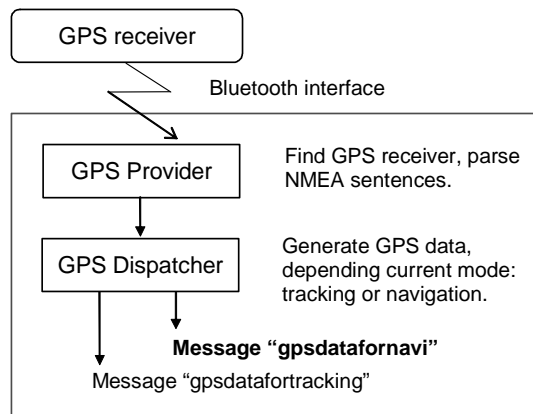 GPS receiver
Bluetooth interface
GPS Provider
Find GPS receiver, parse
NMEA sentences.
GPS Dispatcher
Generate GPS data,
depending current mode:
tracking or navigation.
Message “gpsdatafornavi”
Message “gpsdatafortracking”